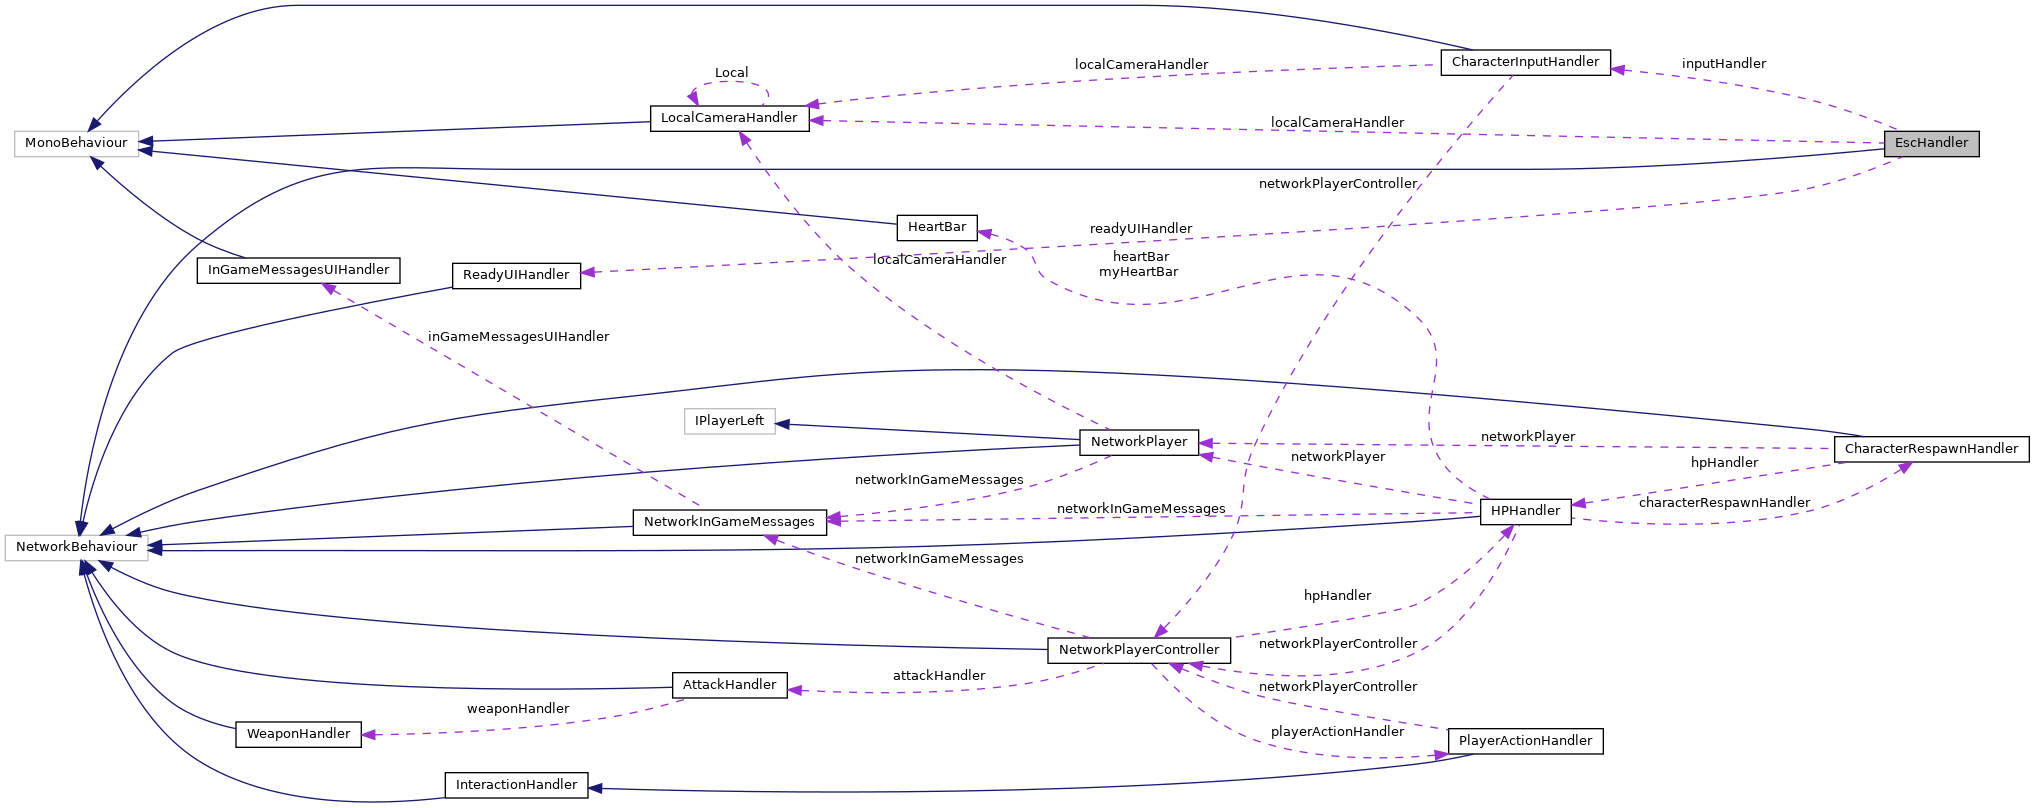 CharacterInputHandler
localCameraHandler
inputHandler
Local
LocalCameraHandler
localCameraHandler
MonoBehaviour
EscHandler
networkPlayerController
HeartBar
readyUIHandler
localCameraHandler
heartBar
myHeartBar
InGameMessagesUIHandler
ReadyUIHandler
inGameMessagesUIHandler
IPlayerLeft
NetworkPlayer
networkPlayer
CharacterRespawnHandler
networkPlayer
hpHandler
networkInGameMessages
characterRespawnHandler
networkInGameMessages
HPHandler
NetworkInGameMessages
NetworkBehaviour
networkInGameMessages
hpHandler
networkPlayerController
NetworkPlayerController
attackHandler
AttackHandler
networkPlayerController
weaponHandler
WeaponHandler
playerActionHandler
PlayerActionHandler
InteractionHandler